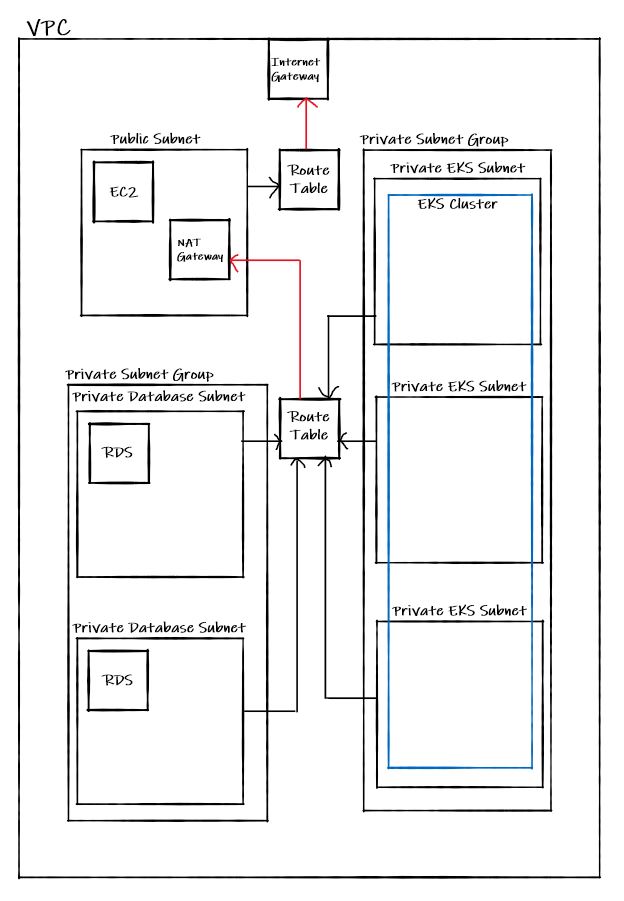 VPC
Internet
Gateway
Public Subnet
EC2
NAT
Gateway
Route
Table
Private Subnet Group
Private EKS Subnet
EKS Cluster
Private Subnet Group
Private Database Subnet
RDS
Route
Table
Private EKS Subnet
Private Database Subnet
RDS
Private EKS Subnet